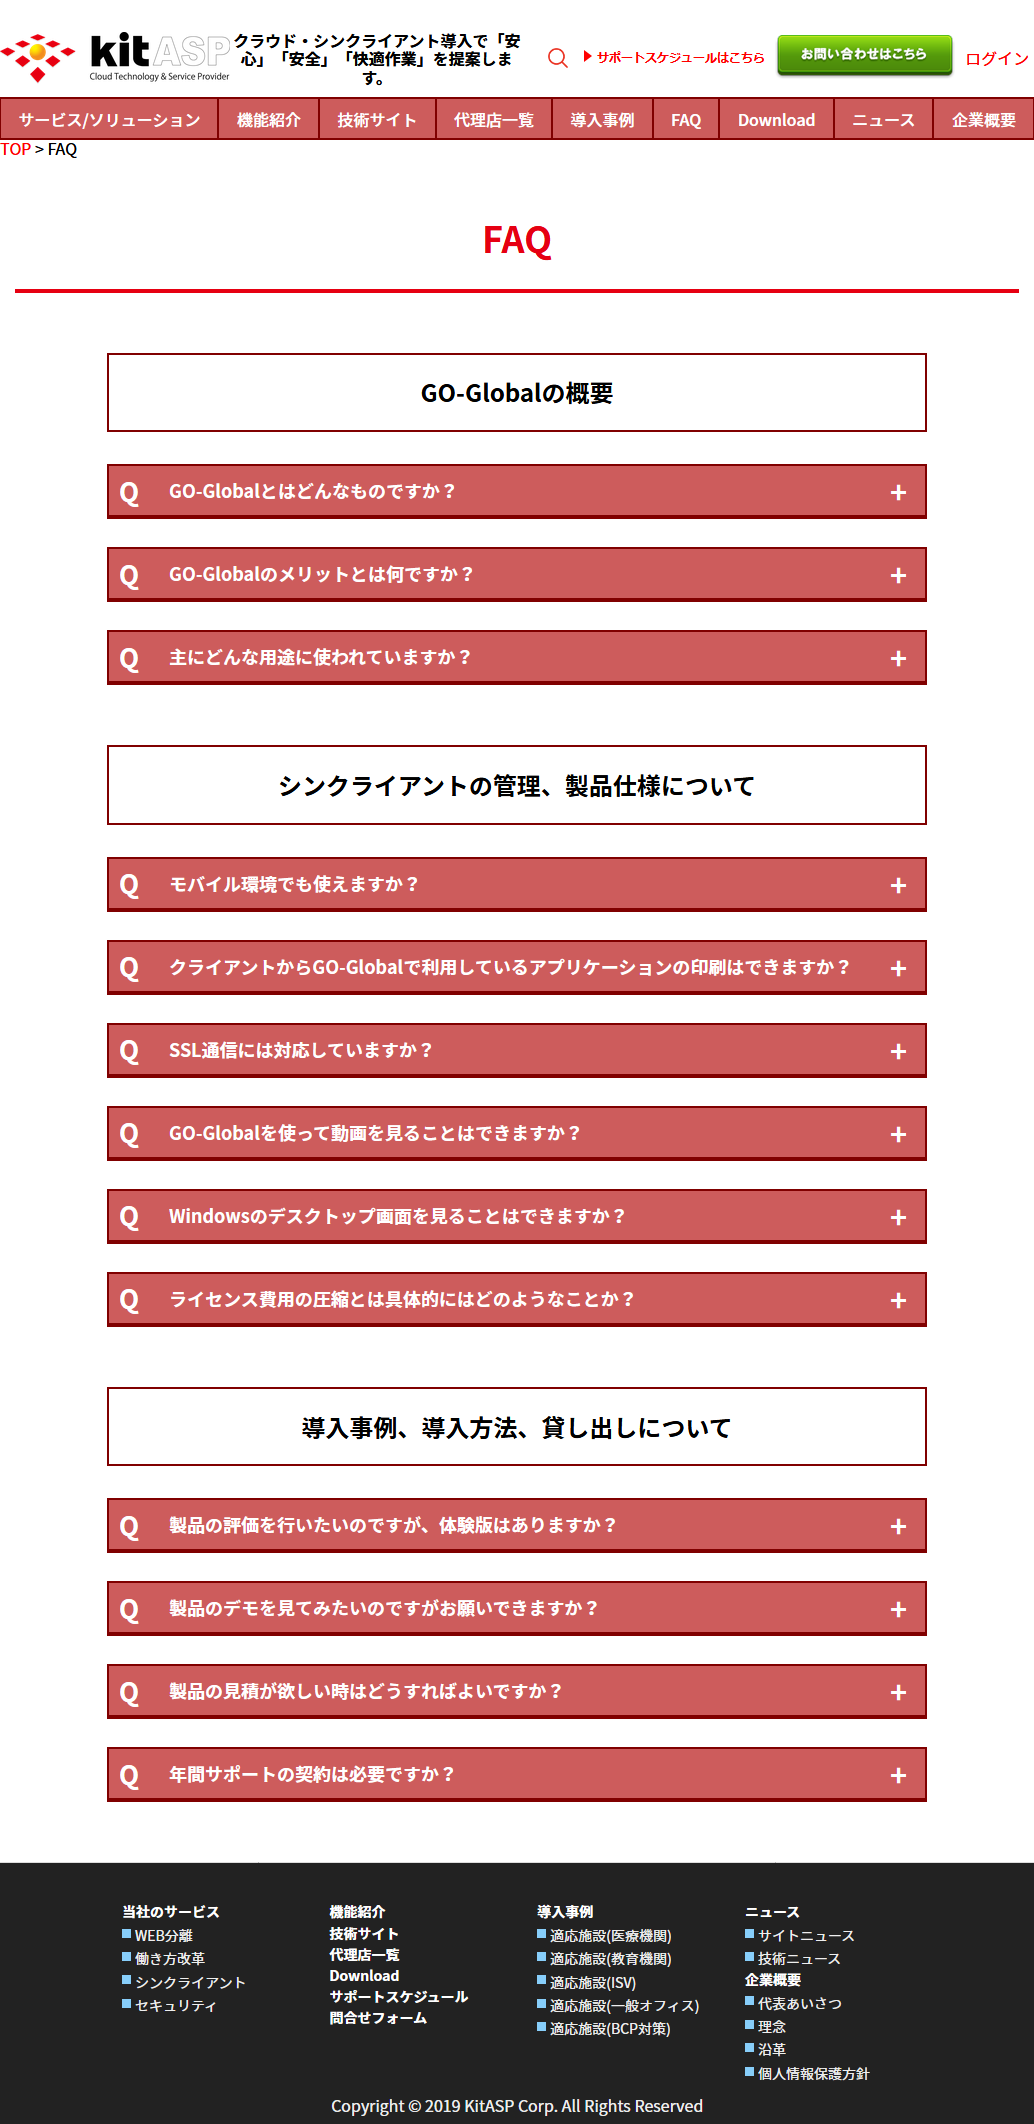 kitASP
Cloud Technology & Service Provider
クラウド・シンクライアント導入で「安
心」「安全」「快適作業」を提案しま
す。
サポートスケジュールはこちら
お問い合わせはこちら
ログイン
サービス/ソリューション 機能紹介 技術サイト 代理店一覧 導入事例 FAQ Download ニュース 企業概要
TOP > FAQ
FAQ
GO-Globalの概要
Q GO-Globalとはどんなものですか？ +
Q GO-Globalのメリットとは何ですか？ +
Q 主にどんな用途に使われていますか？ +
シンクライアントの管理、製品仕様について
Q モバイル環境でも使えますか？ +
Q クライアントからGO-Globalで利用しているアプリケーションの印刷はできますか？ +
Q SSL通信には対応していますか？ +
Q GO-Globalを使って動画を見ることはできますか？ +
Q Windowsのデスクトップ画面を見ることはできますか？ +
Q ライセンス費用の圧縮とは具体的にはどのようなことか？ +
導入事例、導入方法、貸し出しについて
Q 製品の評価を行いたいのですが、体験版はありますか？ +
Q 製品のデモを見てみたいのですがお願いできますか？ +
Q 製品の見積が欲しい時はどうすればよいですか？ +
Q 年間サポートの契約は必要ですか？ +
当社のサービス
WEB分離
働き方改革
シンクライアント
セキュリティ
機能紹介
技術サイト
代理店一覧
Download
サポートスケジュール
問合せフォーム
導入事例
適応施設(医療機関)
適応施設(教育機関)
適応施設(ISV)
適応施設(一般オフィス)
適応施設(BCP対策)
ニュース
サイトニュース
技術ニュース
企業概要
代表あいさつ
理念
沿革
個人情報保護方針
Copyright © 2019 KitASP Corp. All Rights Reserved